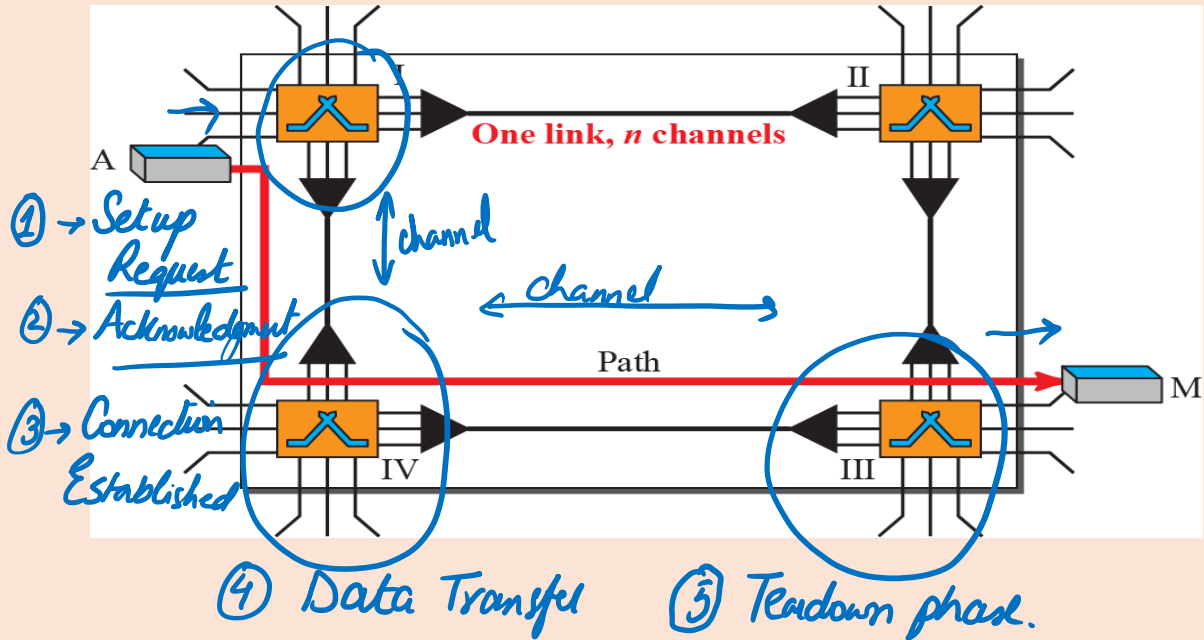 I
II
One link, n channels
A
① → Setup
Request
channel
channel
② → Acknowledgment
Path
M
③ → Connection
Established
IV
III
④ Data Transfer
⑤ Teardown phase.